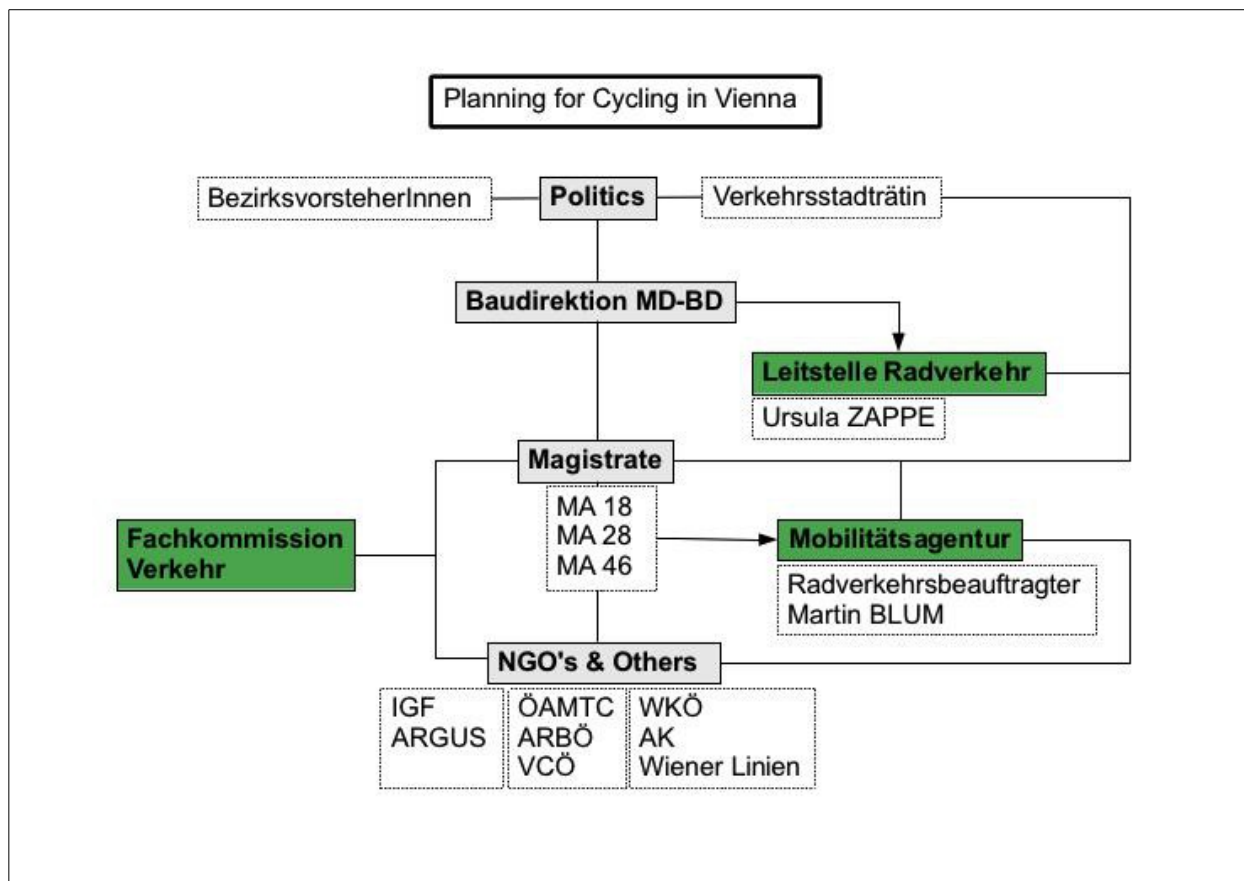 Planning for Cycling in Vienna
BezirksvorsteherInnen
Politics
Verkehrsstadträtin
Baudirektion MD-BD
Leitstelle Radverkehr
Ursula ZAPPE
Magistrate
MA 18
MA 28
MA 46
Fachkommission
Verkehr
Mobilitätsagentur
Radverkehrsbeauftragter
Martin BLUM
NGO's & Others
IGF
ARGUS
ÖAMTC
ARBÖ
VCÖ
WKÖ
AK
Wiener Linien